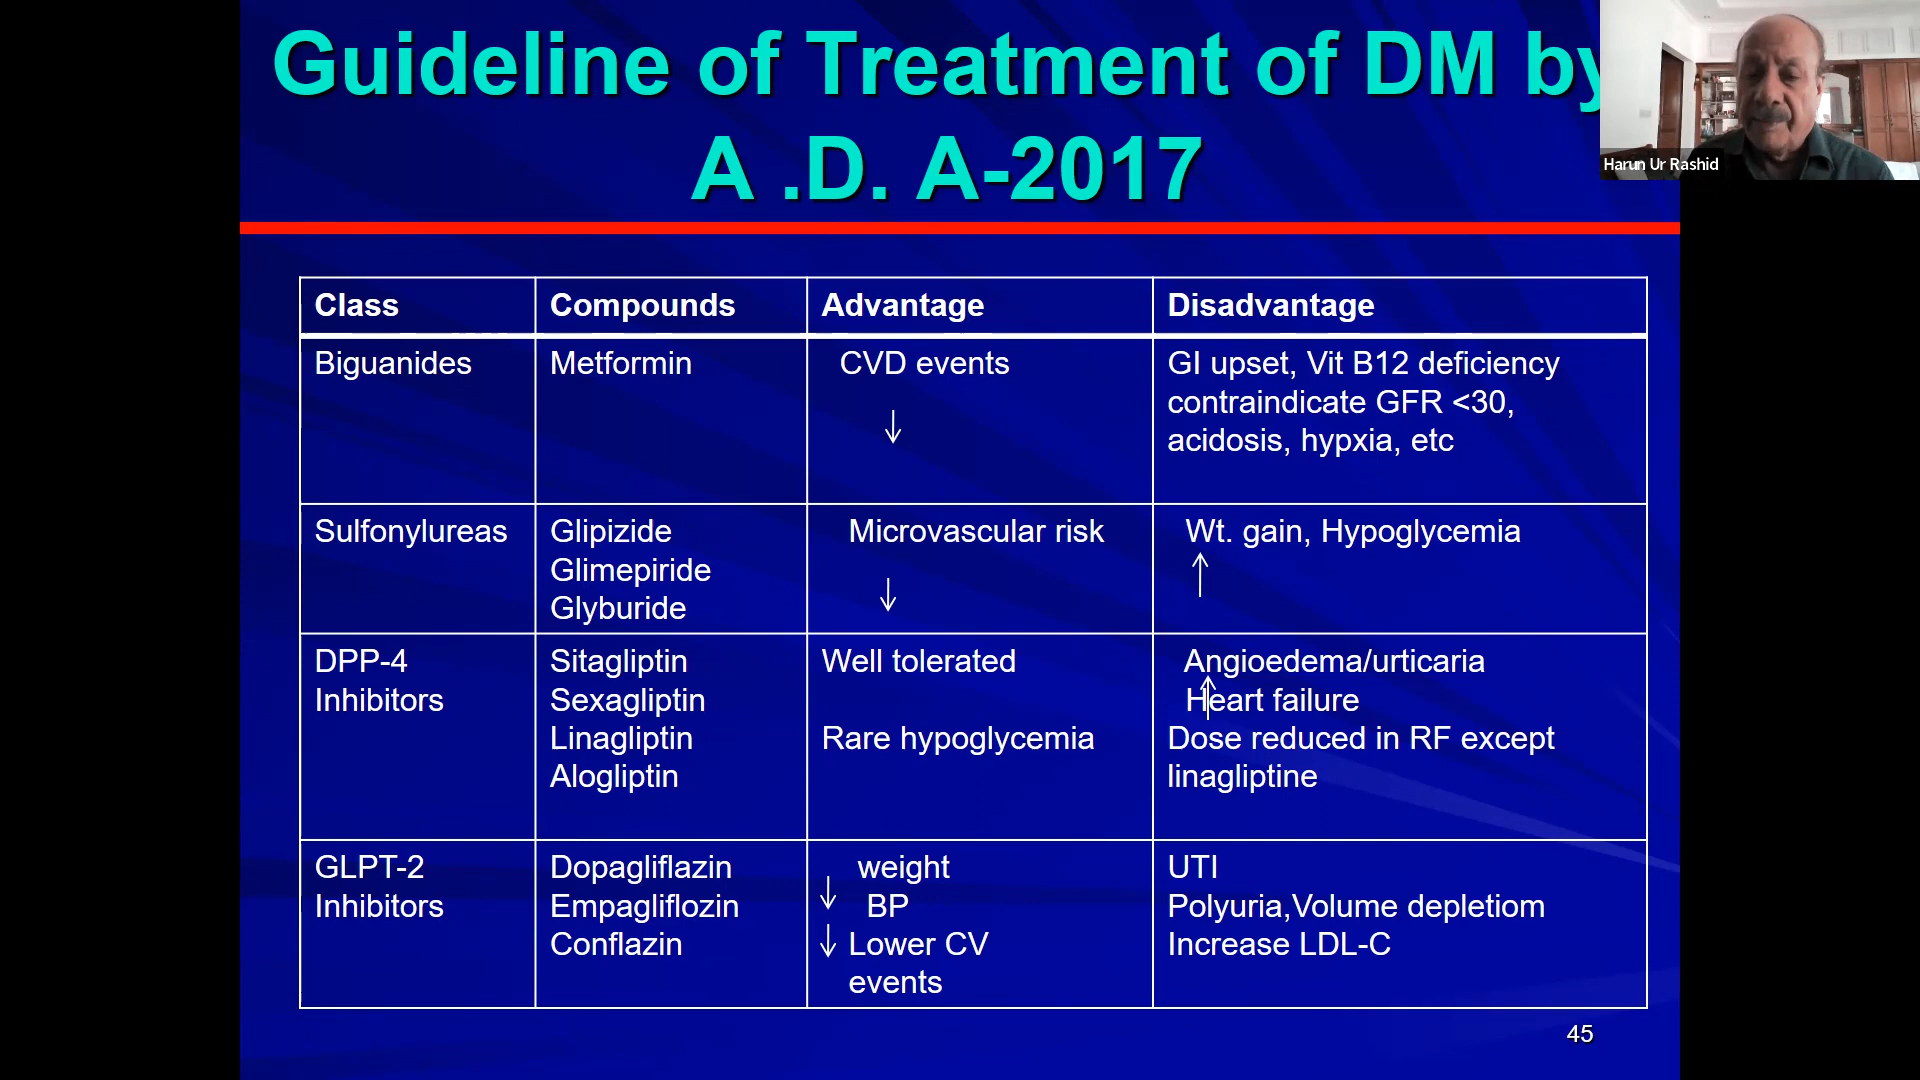 Guideline of Treatment of DM by
A .D. A-2017
Harun Ur Rashid
Class Compounds Advantage Disadvantage
Biguanides Metformin CVD events GI upset, Vit B12 deficiency
contraindicate GFR <30,
↓ acidosis, hypxia, etc
Sulfonylureas Glipizide Microvascular risk Wt. gain, Hypoglycemia
Glimepiride ↑
Glyburide ↓
DPP-4 Sitagliptin Well tolerated Angioedema/urticaria
Inhibitors Sexagliptin ↑ Heart failure
Linagliptin Rare hypoglycemia Dose reduced in RF except
Alogliptin linagliptine
GLPT-2 Dopagliflazin weight UTI
Inhibitors Empagliflozin ↓ BP Polyuria,Volume depletiom
Conflazin ↓ Lower CV Increase LDL-C
events
45